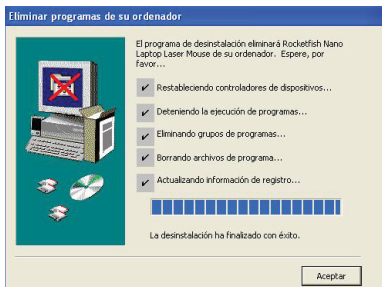 Eliminar programas de su ordenador
El programa de desinstalación eliminará Rocketfish Nano
Laptop Laser Mouse de su ordenador. Espere, por
favor...
Restableciendo controladores de dispositivos...
Deteniendo la ejecución de programas...
Eliminando grupos de programas...
Borrando archivos de programa...
Actualizando información de registro...
La desinstalación ha finalizado con éxito.
Aceptar